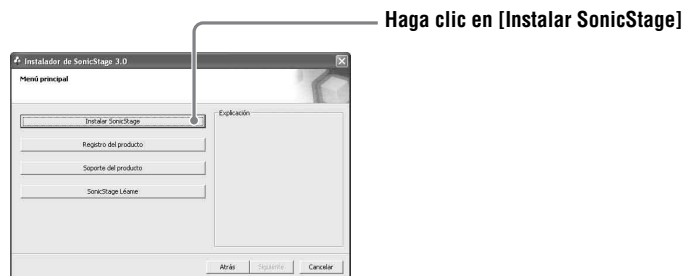 Haga clic en [Instalar SonicStage]
Instalador de SonicStage 3.0
Menú principal
Explicación
Instalar SonicStage
Registro del producto
Soporte del producto
SonicStage Léame
Atrás
Siguiente
Cancelar